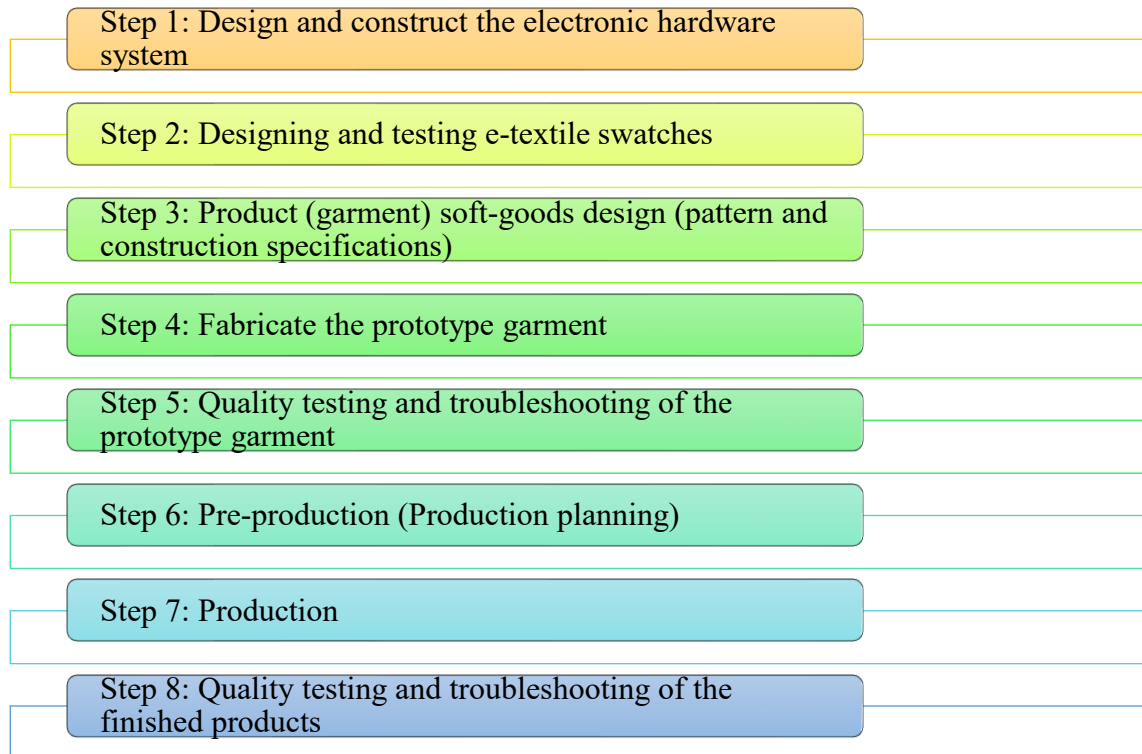 Step 1: Design and construct the electronic hardware
system
Step 2: Designing and testing e-textile swatches
Step 3: Product (garment) soft-goods design (pattern and
construction specifications)
Step 4: Fabricate the prototype garment
Step 5: Quality testing and troubleshooting of the
prototype garment
Step 6: Pre-production (Production planning)
Step 7: Production
Step 8: Quality testing and troubleshooting of the
finished products